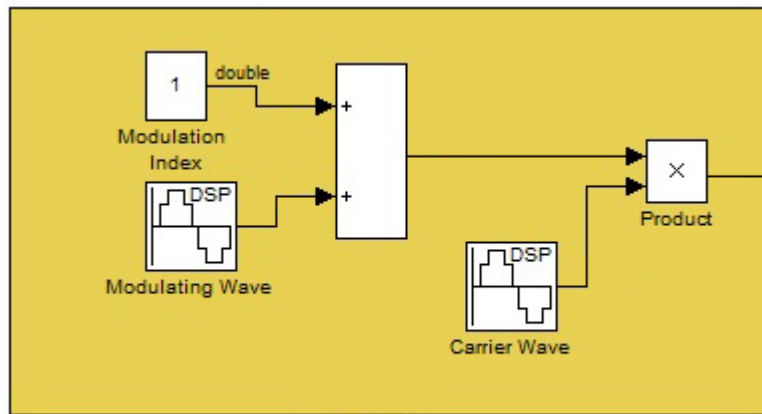 1
double
Modulation
Index
+
+
DSP
Modulating Wave
DSP
Carrier Wave
×
Product